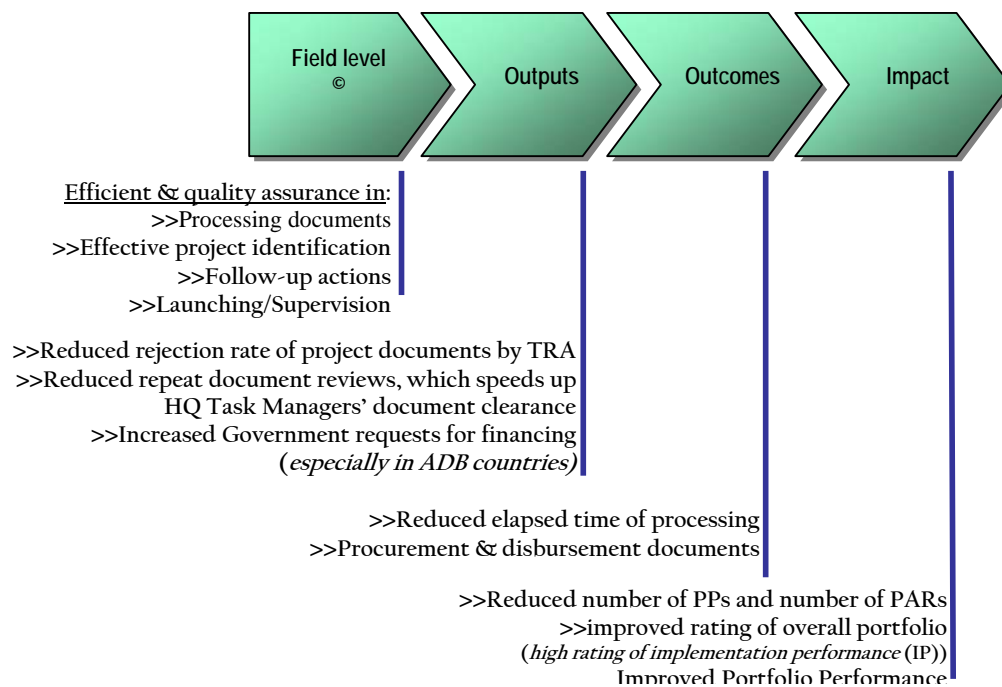 Field level
©
Outputs
Outcomes
Impact
Efficient & quality assurance in:
>>Processing documents
>>Effective project identification
>>Follow-up actions
>>Launching/Supervision
>>Reduced rejection rate of project documents by TRA
>>Reduced repeat document reviews, which speeds up
HQ Task Managers' document clearance
>>Increased Government requests for financing
(especially in ADB countries)
>>Reduced elapsed time of processing
>>Procurement & disbursement documents
>>Reduced number of PPs and number of PARs
>>improved rating of overall portfolio
(high rating of implementation performance (IP))
Improved Portfolio Performance